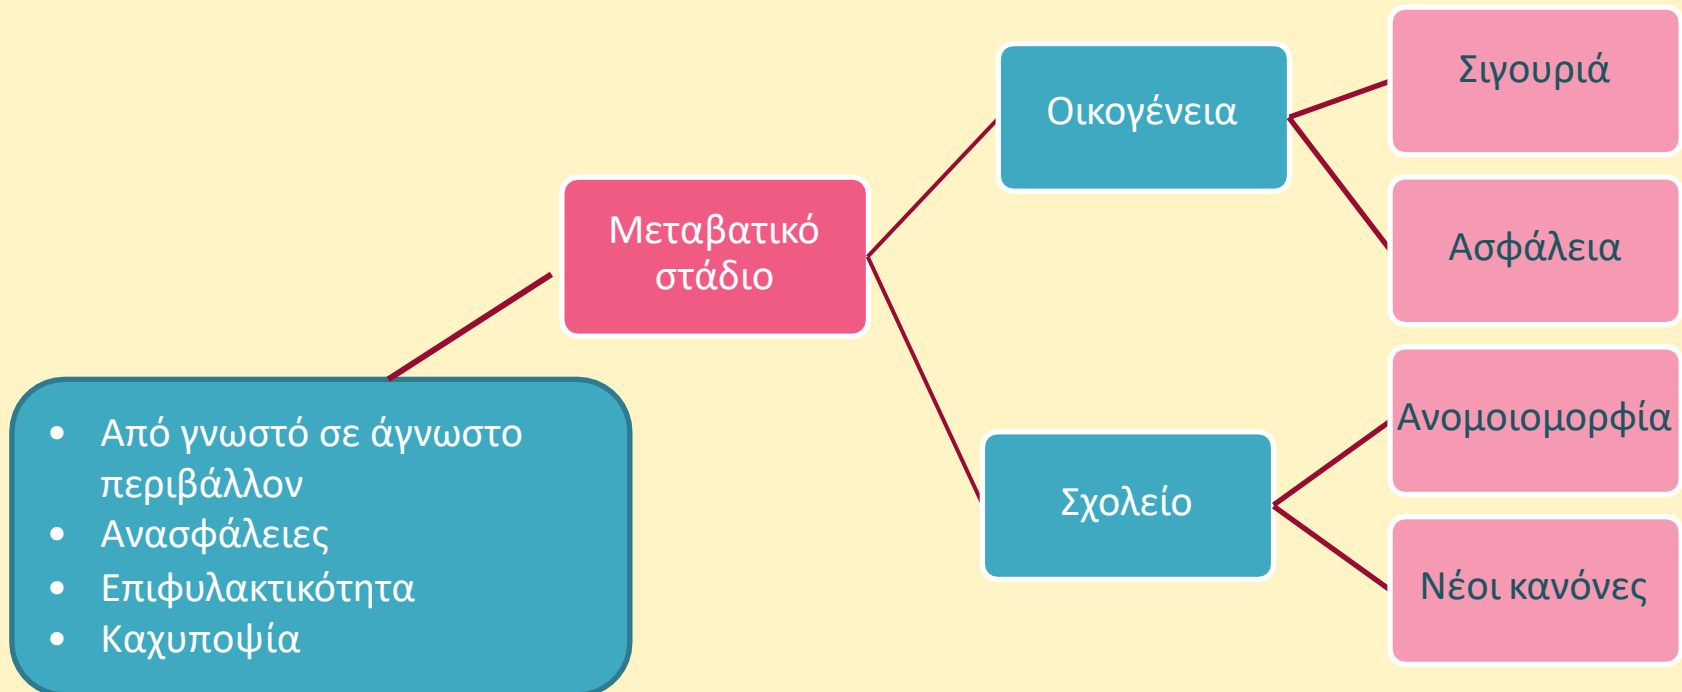 Μεταβατικό
στάδιο
• Από γνωστό σε άγνωστο
περιβάλλον
• Ανασφάλειες
• Επιφυλακτικότητα
• Καχυποψία
Οικογένεια
Σιγουριά
Ασφάλεια
Σχολείο
Ανομοιομορφία
Νέοι κανόνες